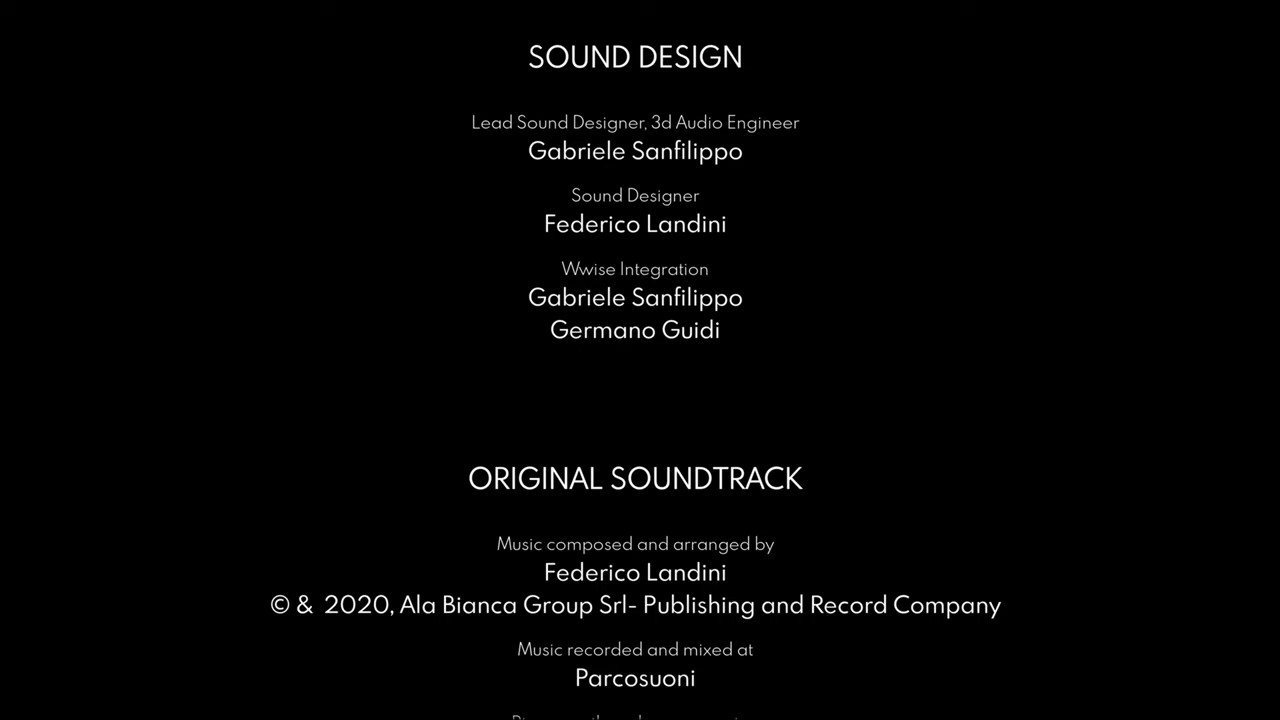 SOUND DESIGN
Lead Sound Designer, 3d Audio Engineer
Gabriele Sanfilippo
Sound Designer
Federico Landini
Wwise Integration
Gabriele Sanfilippo
Germano Guidi
ORIGINAL SOUNDTRACK
Music composed and arranged by
Federico Landini
© & 2020, Ala Bianca Group Srl- Publishing and Record Company
Music recorded and mixed at
Parcosuoni